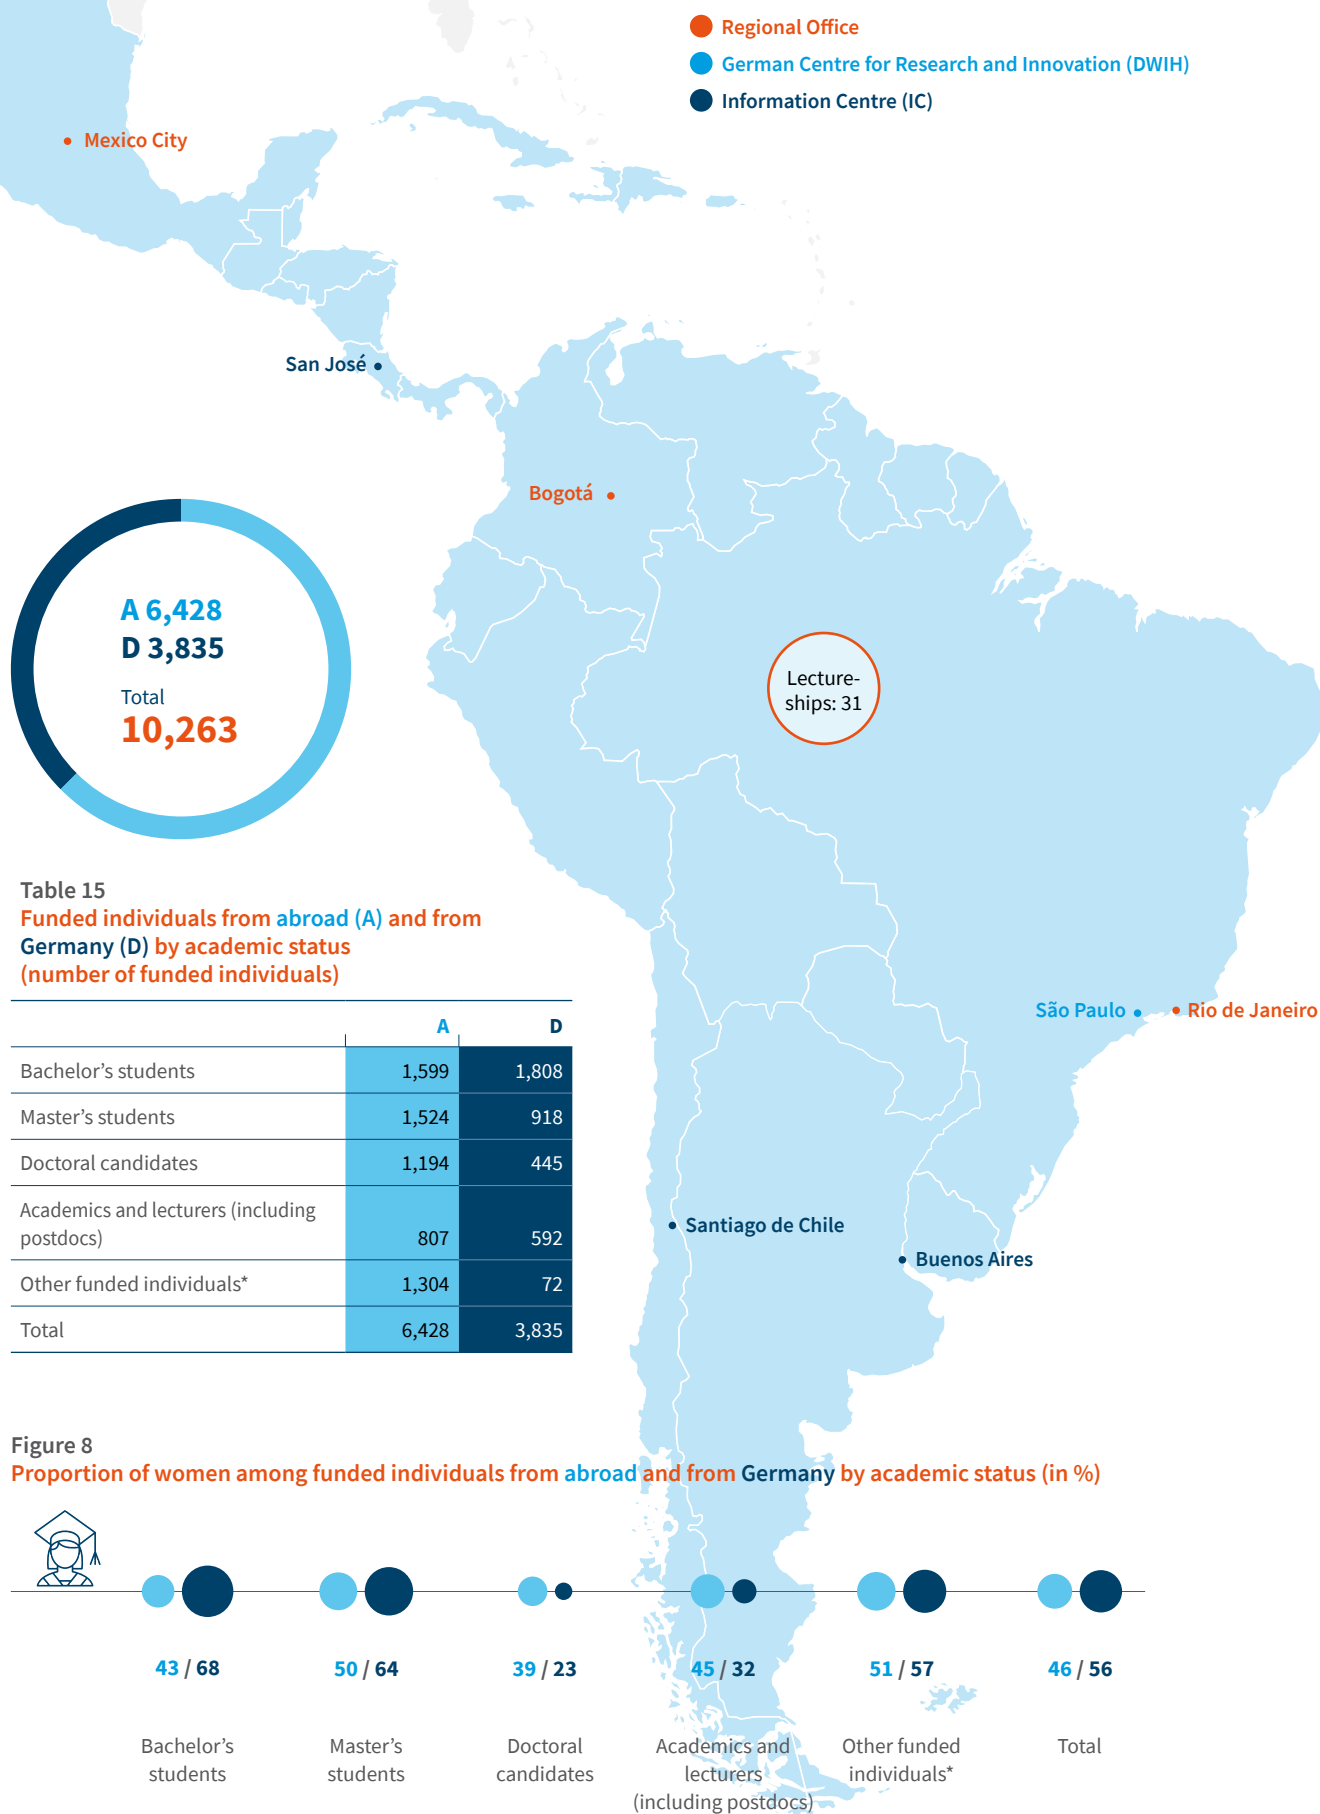 Regional Office
German Centre for Research and Innovation (DWIH)
Information Centre (IC)
Mexico City
San José
Bogotá
A 6,428
D 3,835
Total
10,263
Lecture-
ships: 31
Table 15
Funded individuals from abroad (A) and from
Germany (D) by academic status
(number of funded individuals)
A D
Bachelor's students 1,599 1,808
Master's students 1,524 918
Doctoral candidates 1,194 445
Academics and lecturers (including
postdocs) 807 592
Other funded individuals* 1,304 72
Total 6,428 3,835
São Paulo
Rio de Janeiro
Santiago de Chile
Buenos Aires
Figure 8
Proportion of women among funded individuals from abroad and from Germany by academic status (in %)
43 / 68
50 / 64
39 / 23
45 / 32
51 / 57
46 / 56
Bachelor's
students
Master's
students
Doctoral
candidates
Academics and
lecturers
(including postdocs)
Other funded
individuals*
Total